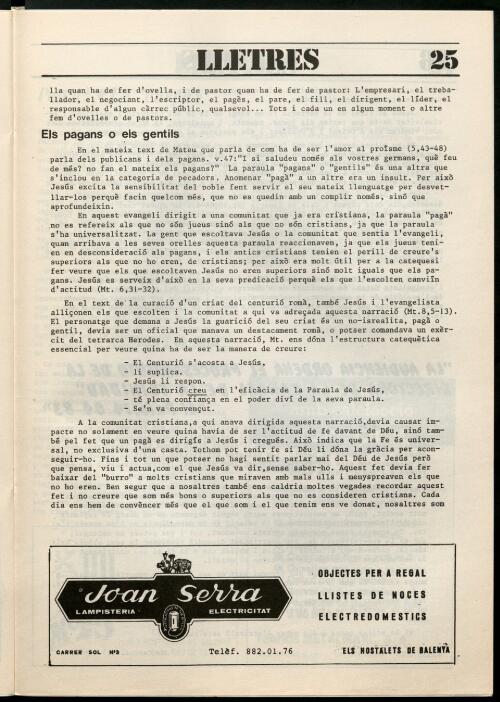 LLETRES
25
lla quan ha de fer d'ovella, i de pastor quan ha de fer de pastor: L'empresari, el treba-
llador, el negociant, l'escriptor, el pagès, el pare, el fill, el dirigent, el líder, el
responsable d'algun càrrec públic, qualsevol... Tots i cada un en algun moment o altre
fem d'ovelles o de pastors.
Els pagans o els gentils
En el mateix text de Mateu que parla de com ha de ser l'amor al proïsme (5,43-48)
parla dels publicans i dels pagans. v.47:"I si saludeu només als vostres germans, què feu
de més? no fan el mateix els pagans?" La paraula "pagans" o "gentils" és una altra que
s'inclou en la categoria de pecadors. Anomenar "pagà" a un altre era un insult. Per això
Jesús excita la sensibilitat del poble fent servir el seu mateix llenguatge per desvet-
llar-los perquè facin quelcom més, que no es quedin amb un complir només, sinó que
aprofundeixin.
En aquest evangeli dirigit a una comunitat que ja era crístiana, la paraula "pagà"
no es refereix als que no són jueus sinó als que no són cristians, ja que la paraula
s'ha universalitzat. La gent que escoltava Jesús o la comunitat que sentia l'evangeli,
quan arribava a les seves orelles aquesta paraula reaccionaven, ja que els jueus teni-
en en desconsideració als pagans, i els antics cristians tenien el perill de creure's
superiors als que no ho eren, de cristians; per això era molt útil per a la catequesi
fer veure que els que escoltaven Jesús no eren superiors sinó molt iguals que els pa-
gans. Jesús es serveix d'això en la seva predicació perquè els que l'escolten canviïn
d'actitud (Mt. 6,31-32).
En el text de la curació d'un criat del centurió romà, també Jesús i l'evangelista
alliçonen els que escolten i la comunitat a qui va adreçada aquesta narració (Mt.8,5-13).
El personatge que demana a Jesús la guarició del seu criat és un no-isrealita, pagà o
gentil, devia ser un oficial que manava un destacament romà, o potser comandava un exèr-
cit del tetrarca Herodes. En aquesta narració, Mt. ens dóna l'estructura catequètica
essencial per veure quina ha de ser la manera de creure:
- El Centurió s'acosta a Jesús,
- li suplica.
- Jesús li respon.
- El Centurió creu en l'eficàcia de la Paraula de Jesús,
- té plena confiança en el poder diví de la seva paraula.
- Se'n va convençut.
A la comunitat cristiana,a qui anava dirigida aquesta narració,devia causar im-
pacte no solament en veure quina havia de ser l'actitud de fe davant de Déu, sinó tam-
bé pel fet que un pagà es dirigís a Jesús i cregués. Això indica que la Fe és univer-
sal, no exclusiva d'una casta. Tothom pot tenir fe si Déu li dóna la gràcia per acon-
seguir-ho. Fins i tot un que potser no hagi sentit parlar mai del Déu de Jesús però
que pensa, viu i actua,com el que Jesús va dir,sense saber-ho. Aquest fet devia fer
baixar del "burro" a molts cristians que miraven amb mals ulls i menyspreaven els que
no ho eren. Ben segur que a nosaltres també ens caldria moltes vegades recordar aquest
fet i no creure que som més bons o superiors als que no es consideren cristians. Cada
dia ens hem de convèncer més que el que som i el que tenim ens ve donat, nosaltres som
Joan Serra
LAMPISTERIA ELECTRICITAT
CARRER SOL Nº3
Telèf. 882.01.76
OBJECTES PER A REGAL
LLISTES DE NOCES
ELECTREDOMESTICS
ELS HOSTALETS DE BALENYÀ